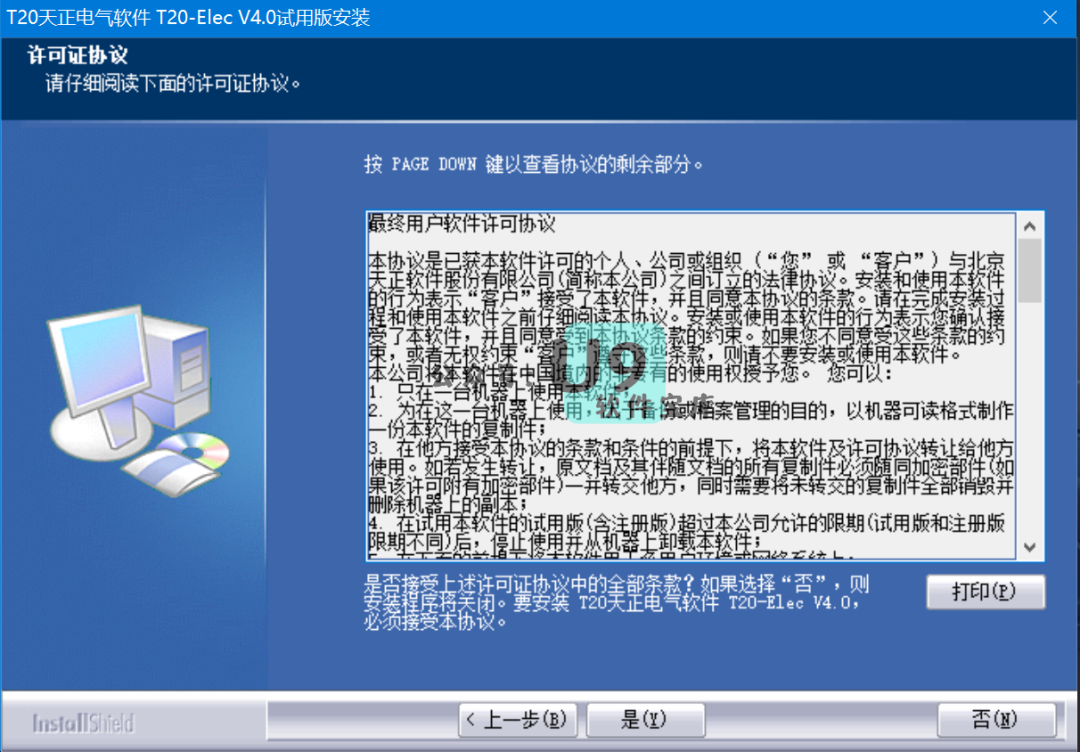 T20天正电气软件 T20-Elec V4.0试用版安装
许可证协议
请仔细阅读下面的许可证协议。
按 PAGE DOWN 键以查看协议的剩余部分。
最终用户软件许可协议
本协议是已获本软件许可的个人、公司或组织（“您” 或 “客户”）与北京
天正软件股份有限公司(简称本公司)之间订立的法律协议。安装和使用本软件
的行为表示“客户”接受了本软件，并且同意本协议的条款。请在完成安装过
程和使用本软件之前仔细阅读本协议。安装或使用本软件的行为表示您确认接
受了本软件，并且同意受到本协议条款的约束。如果您不同意受这些条款的约
束，或者无权约束“客户”遵守这些条款，则请不要安装或使用本软件。
本公司将本软件在中国境内的非专有的使用权授予您。 您可以：
1. 只在一台机器上使用本软件；
2. 为在这一台机器上使用，以于备份或档案管理的目的，以机器可读格式制作
一份本软件的复制件；
3. 在他方接受本协议的条款和条件的前提下，将本软件及许可协议转让给他方
使用。如若发生转让，原文档及其伴随文档的所有复制件必须随同加密部件(如
果该许可附有加密部件)一并转交他方，同时需要将未转交的复制件全部销毁并
删除机器上的副本；
4. 在试用本软件的试用版(含注册版)超过本公司允许的限期(试用版和注册版
限期不同)后，停止使用并从机器上卸载本软件；
U9
软件宝库
是否接受上述许可证协议中的全部条款？如果选择“否”，则
安装程序将关闭。要安装 T20天正电气软件 T20-Elec V4.0，
必须接受本协议。
打印(P)
InstallShield
< 上一步(B)
是(Y)
否(N)